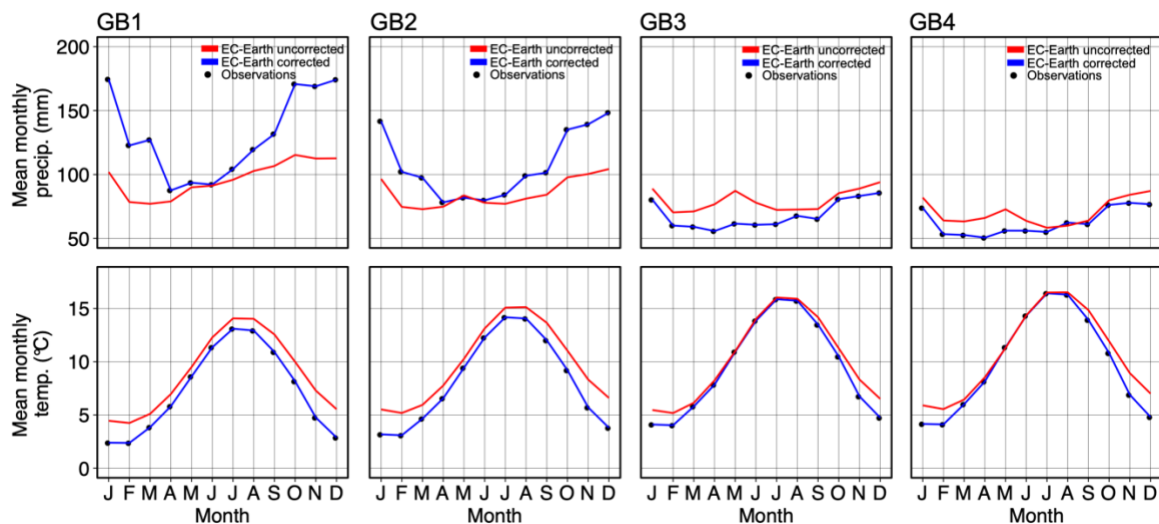 GB1
GB2
GB3
GB4
Mean monthly
precip. (mm)
200
150
100
50
EC-Earth uncorrected
EC-Earth corrected
Observations
EC-Earth uncorrected
EC-Earth corrected
Observations
EC-Earth uncorrected
EC-Earth corrected
Observations
EC-Earth uncorrected
EC-Earth corrected
Observations
Mean monthly
temp. (°C)
15
10
5
0
J F M A M J J A S O N D
J F M A M J J A S O N D
J F M A M J J A S O N D
J F M A M J J A S O N D
Month
Month
Month
Month